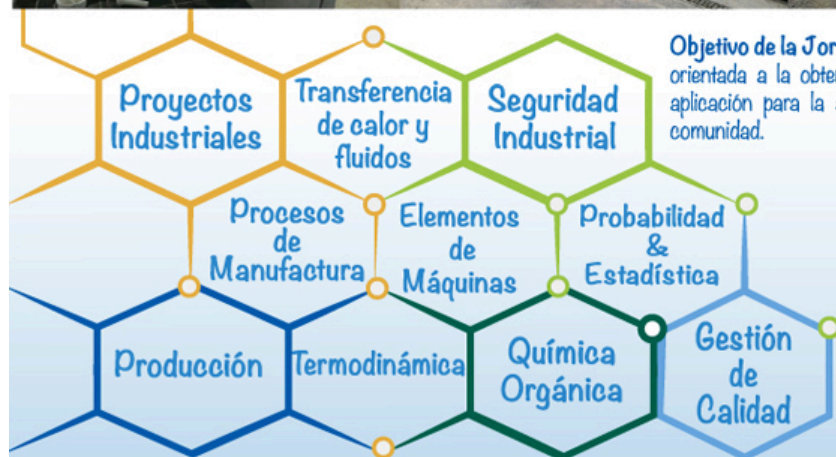 Objetivo de la Jor
orientada a la obte
aplicación para la
comunidad.
Proyectos
Industriales
Transferencia
de calor y
fluidos
Seguridad
Industrial
Procesos
de
Manufactura
Elementos
de
Máquinas
Probabilidad
&
Estadística
Producción
Termodinámica
Química
Orgánica
Gestión
de
Calidad